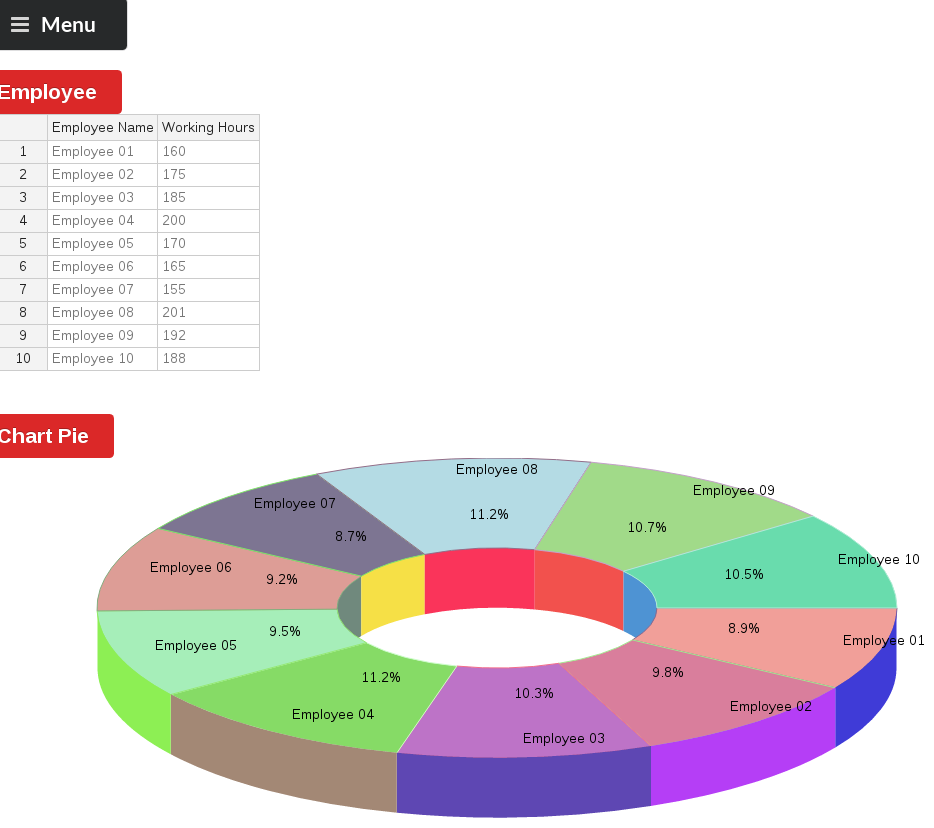 Menu
Employee
Employee Name Working Hours
1 Employee 01 160
2 Employee 02 175
3 Employee 03 185
4 Employee 04 200
5 Employee 05 170
6 Employee 06 165
7 Employee 07 155
8 Employee 08 201
9 Employee 09 192
10 Employee 10 188
Chart Pie
Employee 08
11.2%
Employee 09
10.7%
Employee 07
8.7%
Employee 10
10.5%
Employee 06
9.2%
Employee 01
8.9%
Employee 05
9.5%
Employee 02
9.8%
Employee 04
11.2%
Employee 03
10.3%